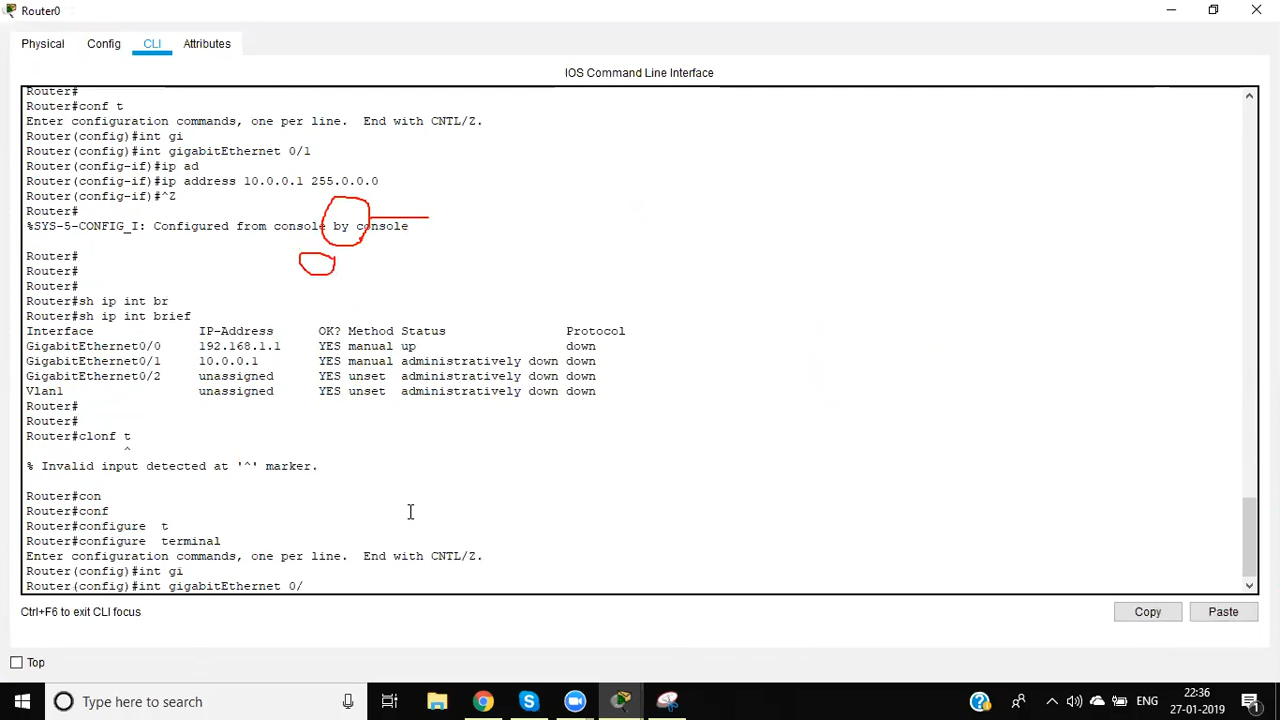 Router0
Physical Config CLI Attributes
IOS Command Line Interface
Router#
Router#conf t
Enter configuration commands, one per line.  End with CNTL/Z.
Router(config)#int gi
Router(config)#int gigabitEthernet 0/1
Router(config-if)#ip ad
Router(config-if)#ip address 10.0.0.1 255.0.0.0
Router(config-if)#^Z
Router#
%SYS-5-CONFIG_I: Configured from console by console
Router#
Router#
Router#
Router#sh ip int br
Router#sh ip int brief
Interface IP-Address OK? Method Status Protocol
GigabitEthernet0/0 192.168.1.1 YES manual up down
GigabitEthernet0/1 10.0.0.1 YES manual administratively down down
GigabitEthernet0/2 unassigned YES unset administratively down down
Vlan1 unassigned YES unset administratively down down
Router#
Router#
Router#clonf t
^
% Invalid input detected at '^' marker.
Router#con
Router#conf
Router#configure  t
Router#configure  terminal
Enter configuration commands, one per line.  End with CNTL/Z.
Router(config)#int gi
Router(config)#int gigabitEthernet 0/
Ctrl+F6 to exit CLI focus
Copy Paste
Top
Type here to search
ENG
22:36
27-01-2019